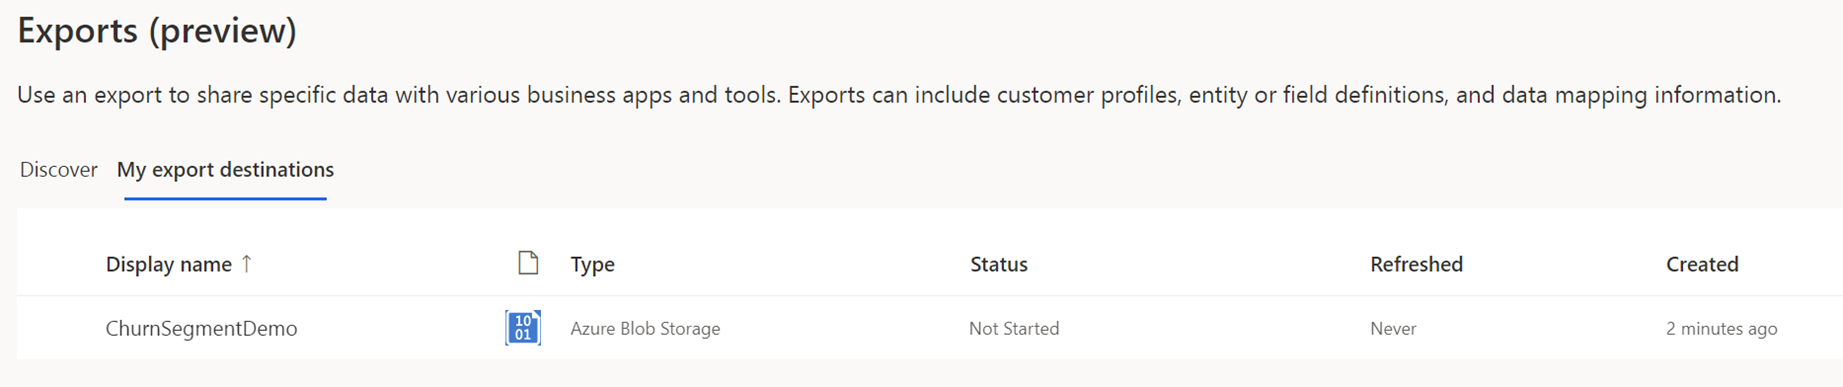 Exports (preview)
Use an export to share specific data with various business apps and tools. Exports can include customer profiles, entity or field definitions, and data mapping information.
Discover My export destinations
Display name ↑ Type Status Refreshed Created
ChurnSegmentDemo 10 01 Azure Blob Storage Not Started Never 2 minutes ago